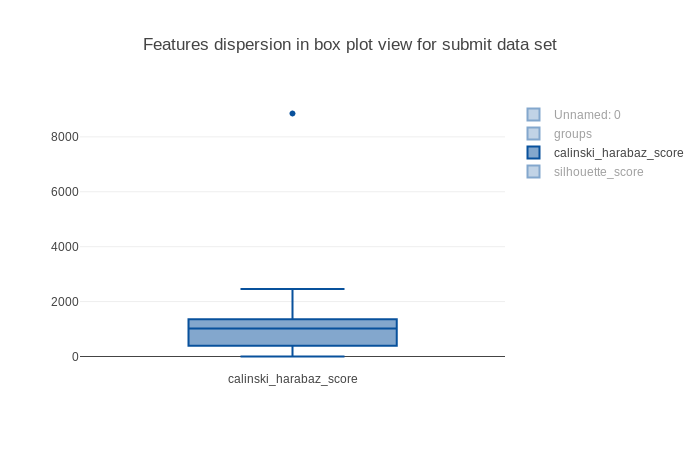 Features dispersion in box plot view for submit data set
8000
6000
4000
2000
0
calinski_harabaz_score
Unnamed: 0
groups
calinski_harabaz_score
silhouette_score